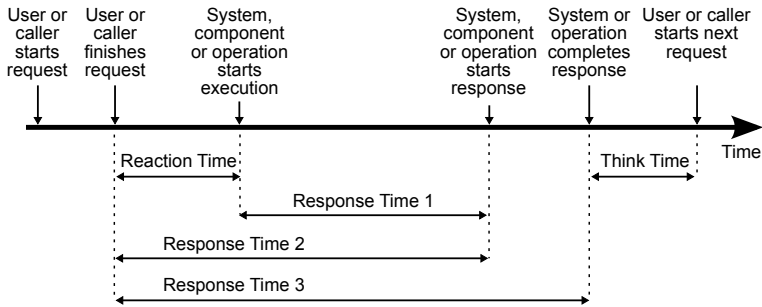 User or
caller
starts
request
User or
caller
finishes
request
System,
component
or operation
starts
execution
System,
component
or operation
starts
response
System or
operation
completes
response
User or caller
starts next
request
Time
Reaction Time
Think Time
Response Time 1
Response Time 2
Response Time 3